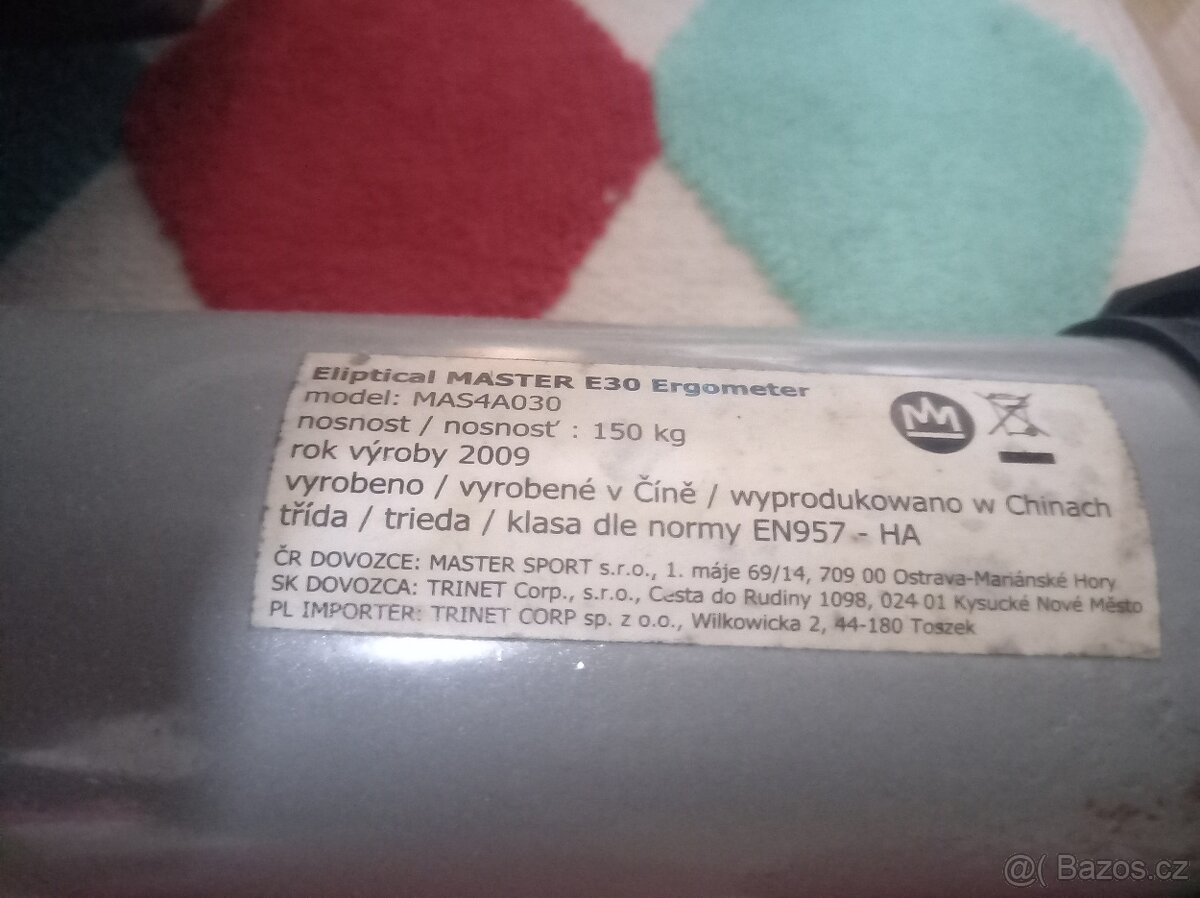 Eliptical MASTER E30 Ergometer
model: MAS4A030
nosnost / nosnosť : 150 kg
rok výroby 2009
vyrobeno / vyrobené v Číně / wyprodukowano w Chinach
třída / trieda / klasa dle normy EN957 - HA
ČR DOVOZCE: MASTER SPORT s.r.o., 1. máje 69/14, 709 00 Ostrava-Mariánské Hory
SK DOVOZCA: TRINET Corp., s.r.o., Cesta do Rudiny 1098, 024 01 Kysucké Nové Město
PL IMPORTER: TRINET CORP sp. z o.o., Wilkowicka 2, 44-180 Toszek
@( Bazos.cz